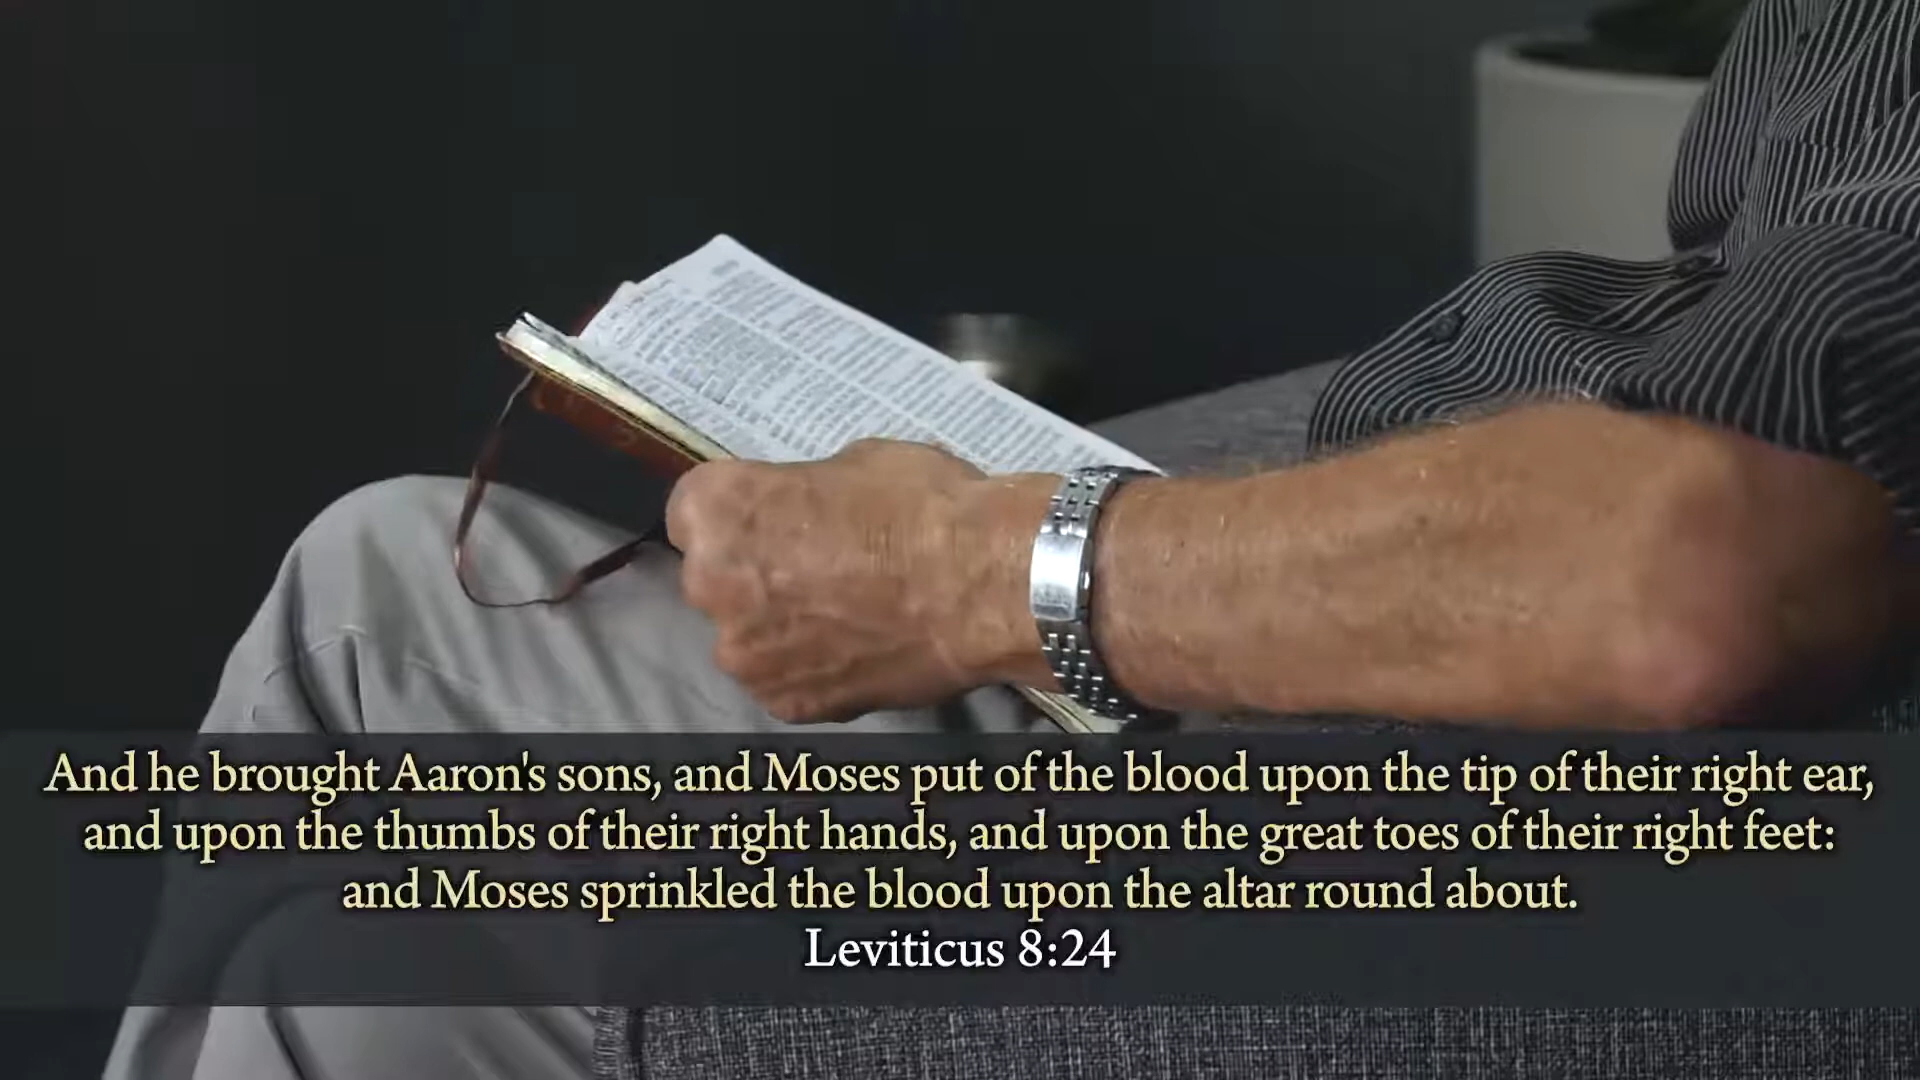 And he brought Aaron's sons, and Moses put of the blood upon the tip of their right ear,
and upon the thumbs of their right hands, and upon the great toes of their right feet:
and Moses sprinkled the blood upon the altar round about.
Leviticus 8:24